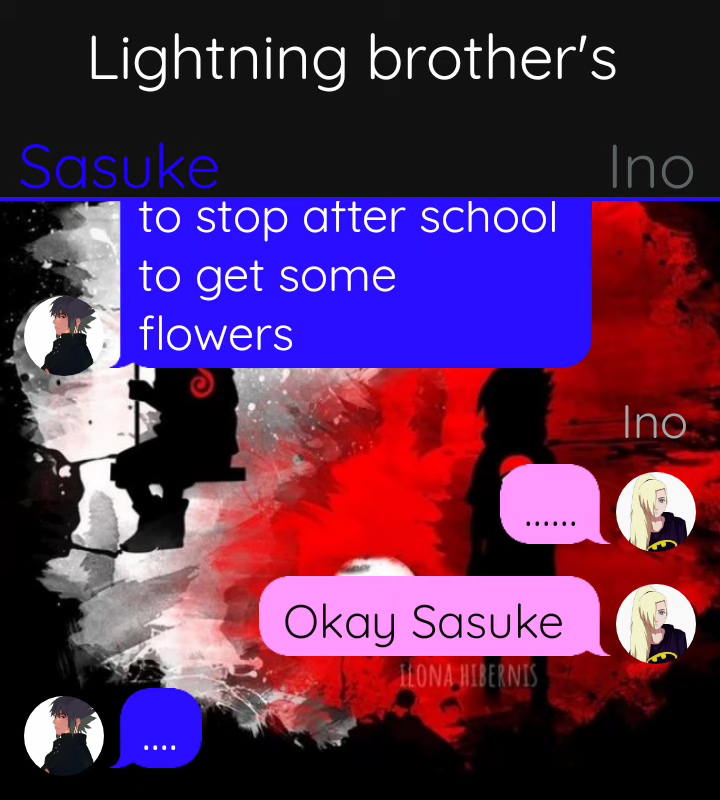 Lightning brother's
Sasuke
Ino
to stop after school
to get some
flowers
Ino
......
Okay Sasuke
ILONA HIBERNIS
....